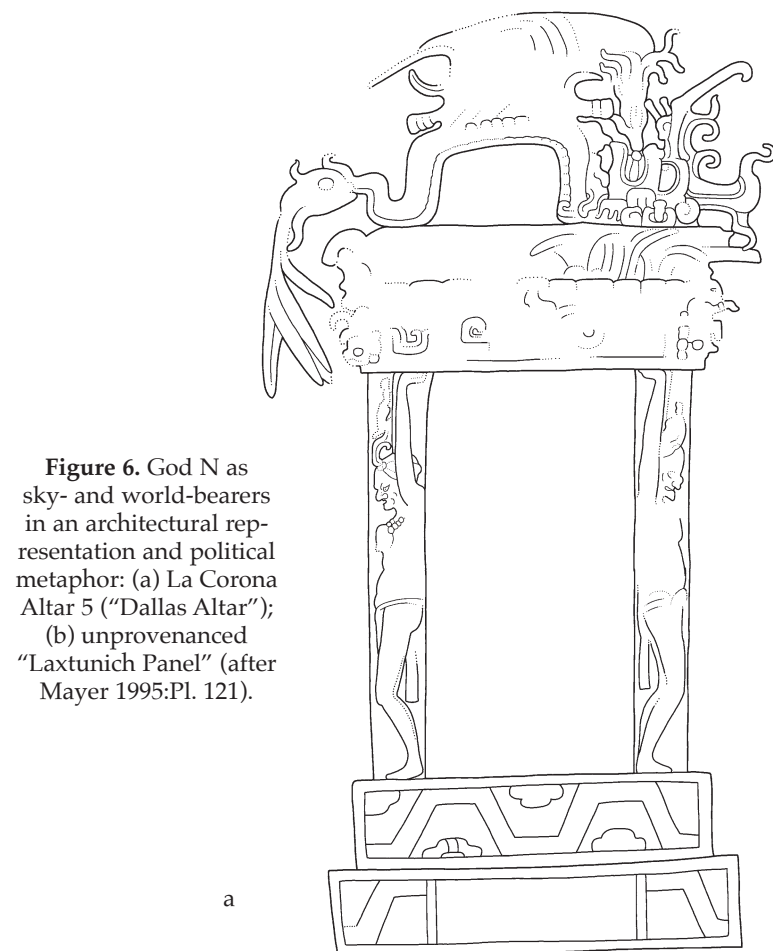 Figure 6. God N as
sky- and world-bearers
in an architectural rep-
resentation and political
metaphor: (a) La Corona
Altar 5 (“Dallas Altar”);
(b) unprovenanced
“Laxtunich Panel” (after
Mayer 1995:Pl. 121).
a